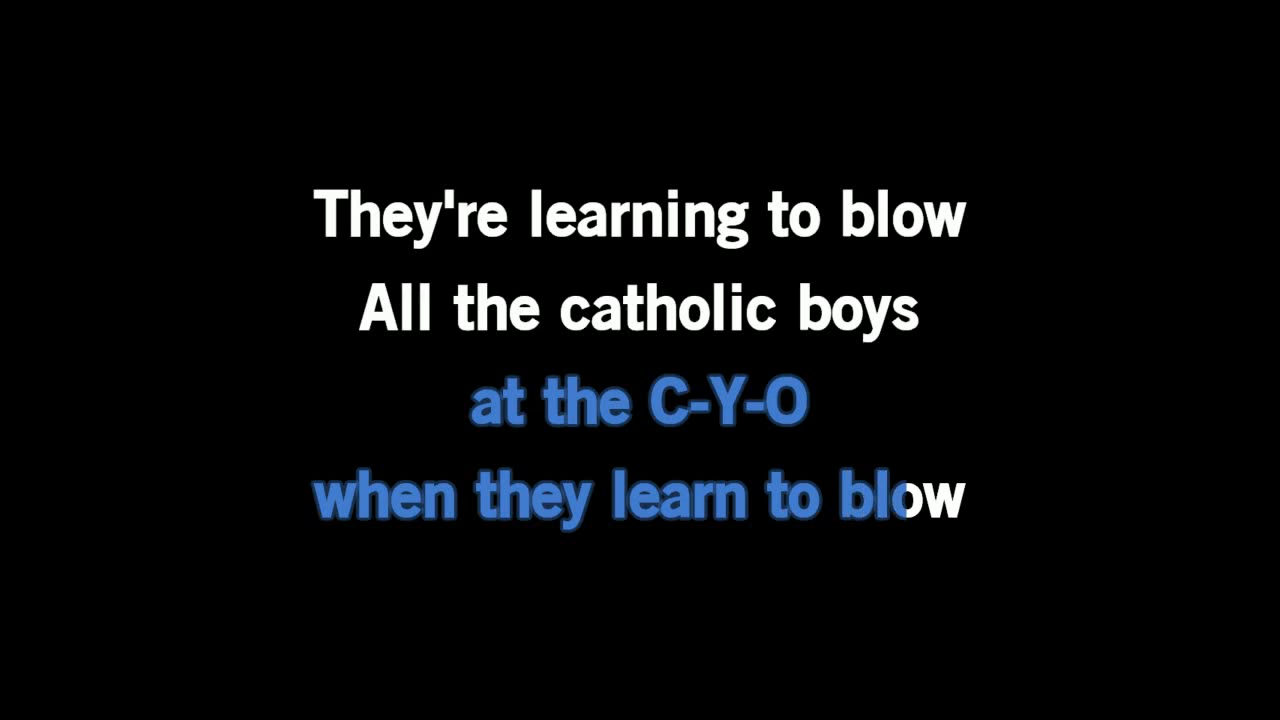 They're learning to blow
All the catholic boys
at the C-Y-O
when they learn to blow